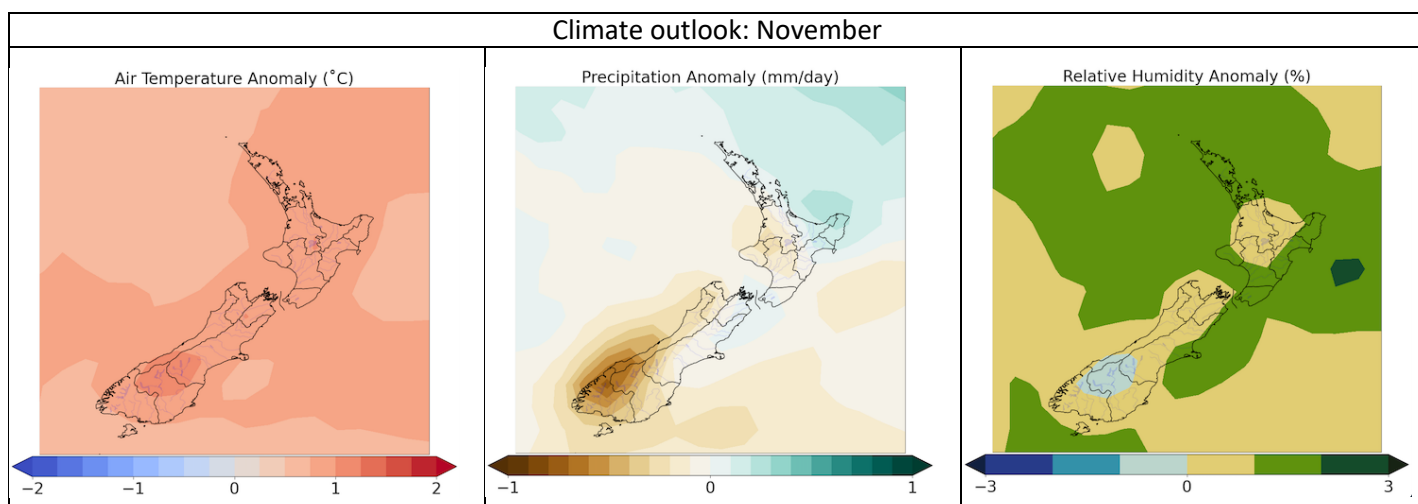 Climate outlook: November
Air Temperature Anomaly (˚C)
Precipitation Anomaly (mm/day)
Relative Humidity Anomaly (%)
−2 −1 0 1 2
−1 0 1
−3 0 3